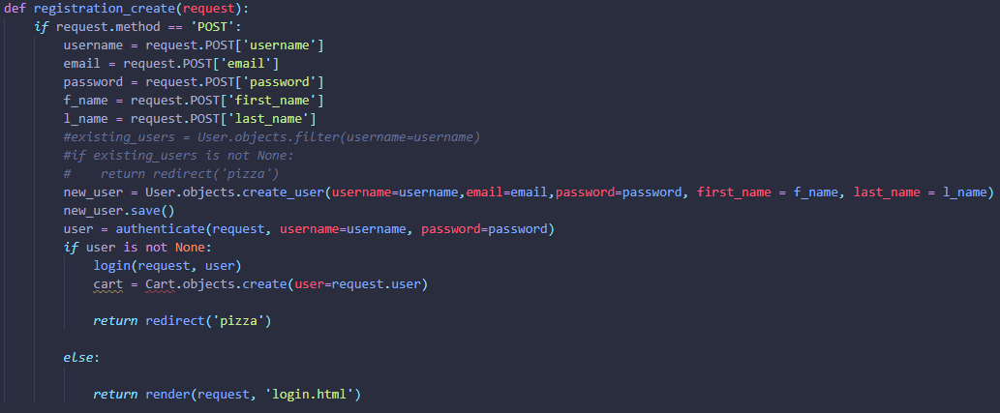 def registration_create(request):
    if request.method == 'POST':
        username = request.POST['username']
        email = request.POST['email']
        password = request.POST['password']
        f_name = request.POST['first_name']
        l_name = request.POST['last_name']
        #existing_users = User.objects.filter(username=username)
        #if existing_users is not None:
        #    return redirect('pizza')
        new_user = User.objects.create_user(username=username,email=email,password=password, first_name = f_name, last_name = l_name)
        new_user.save()
        user = authenticate(request, username=username, password=password)
        if user is not None:
            login(request, user)
            cart = Cart.objects.create(user=request.user)
            return redirect('pizza')
        else:
            return render(request, 'login.html')